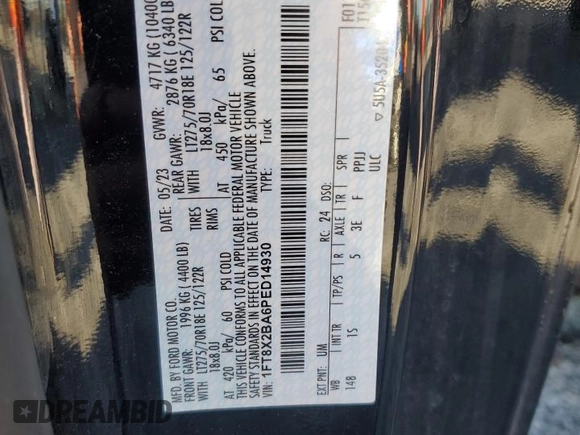 MFD. BY FORD MOTOR CO.
DATE: 05/23 GVWR: 4717 KG (10400
FRONT GAWR: 1996 KG (4400 LB) REAR GAWR: 2876 KG (6340 LB
WITH LT275/70R18E 125/122R TIRES WITH LT275/70R18E 125/122R
18x8.0J RIMS 18x8.0J
AT 420 kPa/ 60 PSI COLD AT 450 kPa/ 65 PSI COL
THIS VEHICLE CONFORMS TO ALL APPLICABLE FEDERAL MOTOR VEHICLE
SAFETY STANDARDS IN EFFECT ON THE DATE OF MANUFACTURE SHOWN ABOVE.
VIN: 1FT8X2BA6PED14930 TYPE: Truck
F01
T15
EXT PNT: UM RC: 24 DSO:
WB INT TR TP/PS R AXLE TR SPR
148 1S 5 3E F PPJJ
ULC
5U5A-3520
DREAMBID